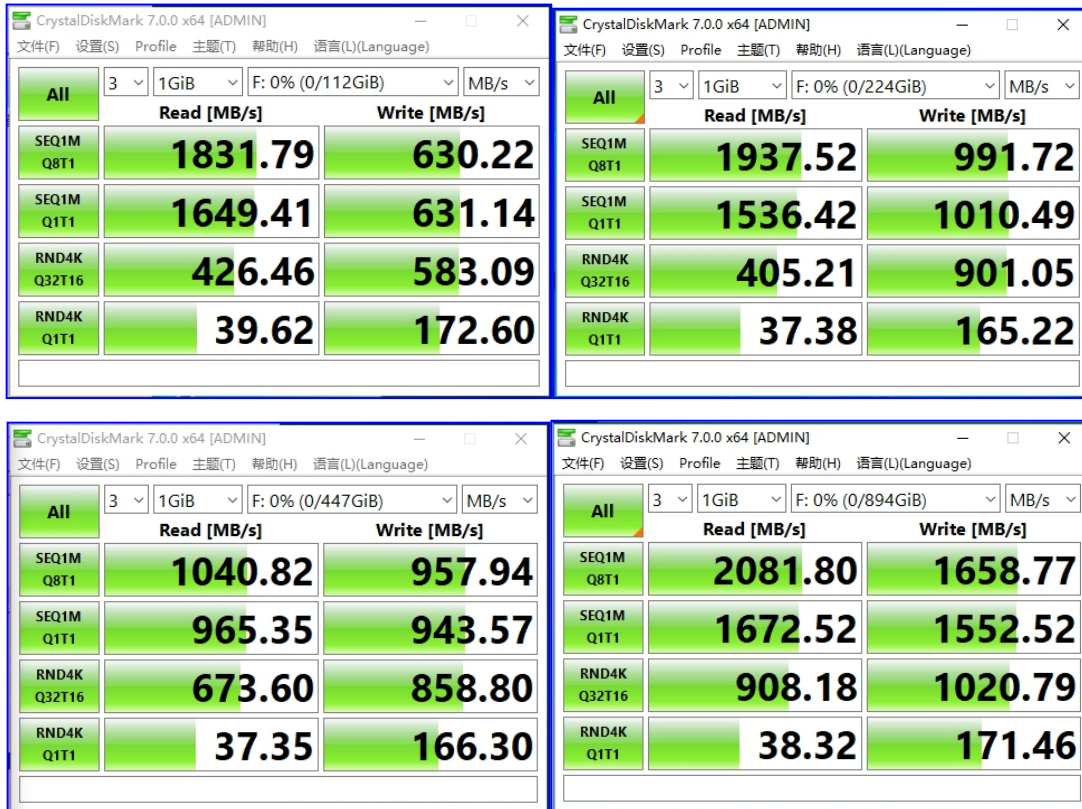 CrystalDiskMark 7.0.0 x64 [ADMIN]
文件(F) 设置(S) Profile 主题(T) 帮助(H) 语言(L)(Language)
All 3 1GiB F: 0% (0/112GiB) MB/s
Read [MB/s] Write [MB/s]
SEQ1M Q8T1 1831.79 630.22
SEQ1M Q1T1 1649.41 631.14
RND4K Q32T16 426.46 583.09
RND4K Q1T1 39.62 172.60
CrystalDiskMark 7.0.0 x64 [ADMIN]
文件(F) 设置(S) Profile 主题(T) 帮助(H) 语言(L)(Language)
All 3 1GiB F: 0% (0/224GiB) MB/s
Read [MB/s] Write [MB/s]
SEQ1M Q8T1 1937.52 991.72
SEQ1M Q1T1 1536.42 1010.49
RND4K Q32T16 405.21 901.05
RND4K Q1T1 37.38 165.22
CrystalDiskMark 7.0.0 x64 [ADMIN]
文件(F) 设置(S) Profile 主题(T) 帮助(H) 语言(L)(Language)
All 3 1GiB F: 0% (0/447GiB) MB/s
Read [MB/s] Write [MB/s]
SEQ1M Q8T1 1040.82 957.94
SEQ1M Q1T1 965.35 943.57
RND4K Q32T16 673.60 858.80
RND4K Q1T1 37.35 166.30
CrystalDiskMark 7.0.0 x64 [ADMIN]
文件(F) 设置(S) Profile 主题(T) 帮助(H) 语言(L)(Language)
All 3 1GiB F: 0% (0/894GiB) MB/s
Read [MB/s] Write [MB/s]
SEQ1M Q8T1 2081.80 1658.77
SEQ1M Q1T1 1672.52 1552.52
RND4K Q32T16 908.18 1020.79
RND4K Q1T1 38.32 171.46